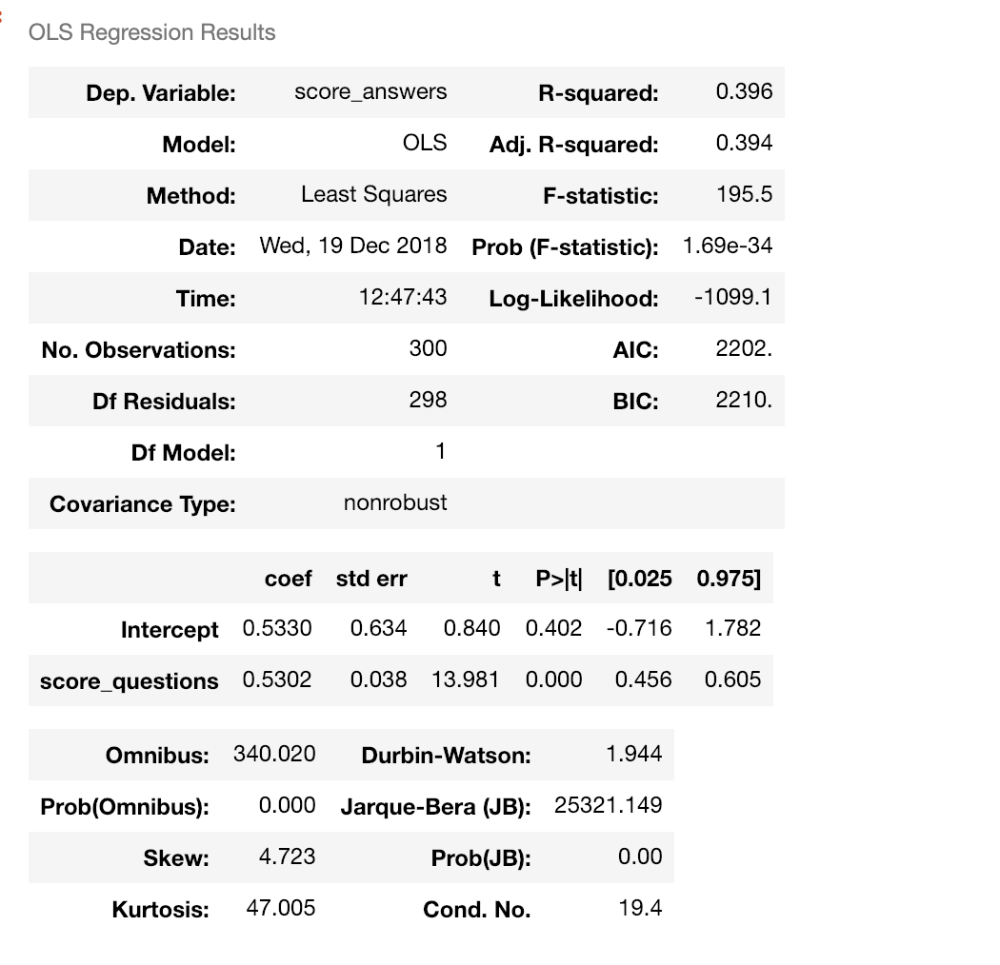 OLS Regression Results
Dep. Variable: score_answers R-squared: 0.396
Model: OLS Adj. R-squared: 0.394
Method: Least Squares F-statistic: 195.5
Date: Wed, 19 Dec 2018 Prob (F-statistic): 1.69e-34
Time: 12:47:43 Log-Likelihood: -1099.1
No. Observations: 300 AIC: 2202.
Df Residuals: 298 BIC: 2210.
Df Model: 1
Covariance Type: nonrobust
coef std err t P>|t| [0.025 0.975]
Intercept 0.5330 0.634 0.840 0.402 -0.716 1.782
score_questions 0.5302 0.038 13.981 0.000 0.456 0.605
Omnibus: 340.020 Durbin-Watson: 1.944
Prob(Omnibus): 0.000 Jarque-Bera (JB): 25321.149
Skew: 4.723 Prob(JB): 0.00
Kurtosis: 47.005 Cond. No. 19.4